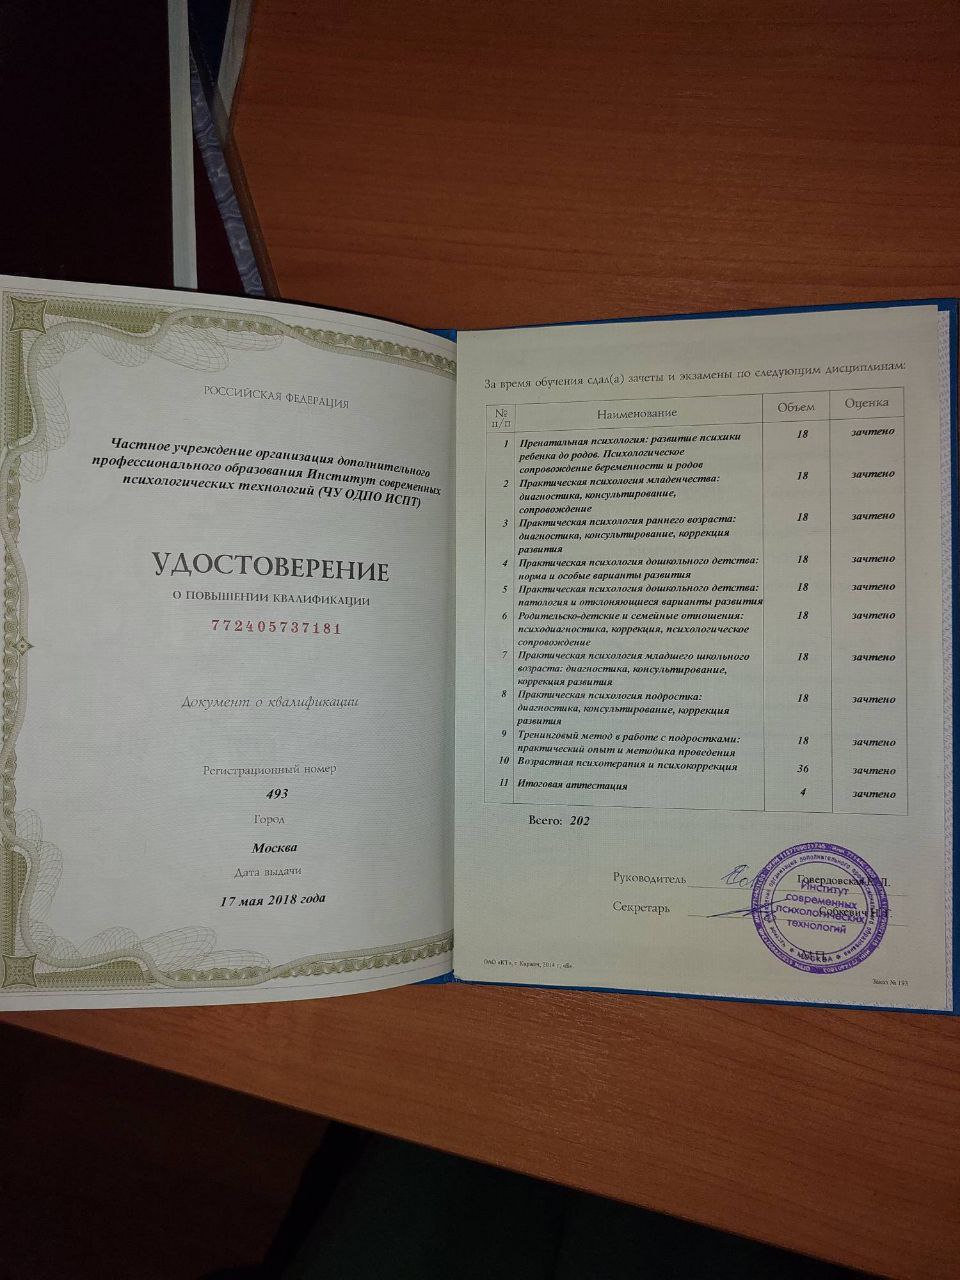 РОССИЙСКАЯ ФЕДЕРАЦИЯ
Частное учреждение организация дополнительного
профессионального образования Институт современных
психологических технологий (ЧУ ОДПО ИСПТ)
УДОСТОВЕРЕНИЕ
О ПОВЫШЕНИИ КВАЛИФИКАЦИИ
772405737181
Документ о квалификации
Регистрационный номер
493
Город
Москва
Дата выдачи
17 мая 2018 года
За время обучения сдал(а) зачеты и экзамены по следующим дисциплинам:
№ п/п Наименование Объем Оценка
1 Пренатальная психология: развитие психики 18 зачтено
ребенка до родов. Психологическое
сопровождение беременности и родов
2 Практическая психология младенчества: 18 зачтено
диагностика, консультирование,
сопровождение
3 Практическая психология раннего возраста: 18 зачтено
диагностика, консультирование, коррекция
развития
4 Практическая психология дошкольного детства: 18 зачтено
норма и особые варианты развития
5 Практическая психология дошкольного детства: 18 зачтено
патология и отклоняющиеся варианты развития
6 Родительско-детские и семейные отношения: 18 зачтено
психодиагностика, коррекция, психологическое
сопровождение
7 Практическая психология младшего школьного 18 зачтено
возраста: диагностика, консультирование,
коррекция развития
8 Практическая психология подростка: 18 зачтено
диагностика, консультирование, коррекция
развития
9 Тренинговый метод в работе с подростками: 18 зачтено
практический опыт и методика проведения
10 Возрастная психотерапия и психокоррекция 36 зачтено
11 Итоговая аттестация 4 зачтено
Всего: 202
Руководитель Говердовская
Секретарь Собкевич
Институт
современных
психологических
технологий
МОСКВА
М.П.
ОАО «КТ», г. Каржач, 2014 г., «Б».
Заказ № 193